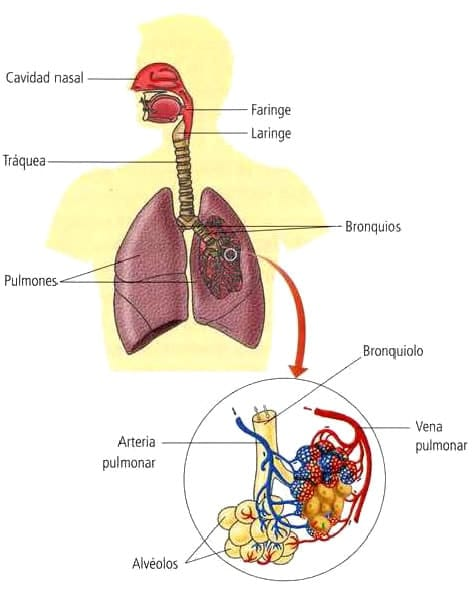 Cavidad nasal
Faringe
Laringe
Tráquea
Bronquios
Pulmones
Bronquiolo
Arteria
pulmonar
Vena
pulmonar
Alvéolos